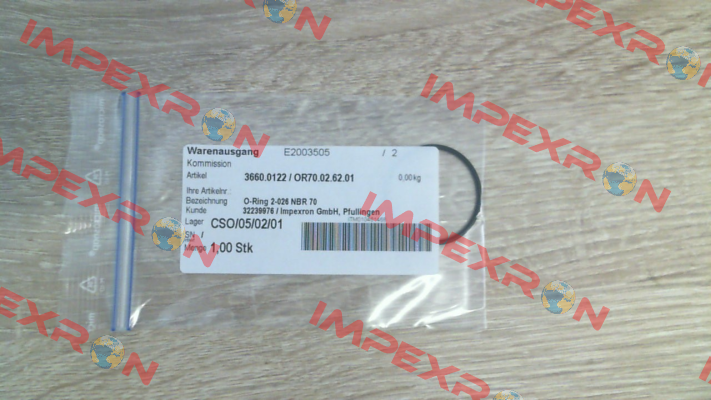 IMPEXRON
IMPEXRON
IMPEXRON
IMPEXRON
IMPEXRON
Warenausgang E2003505 / 2
Kommission
Artikel 3660.0122 / OR70.02.62.01 0,00kg
Ihre Artikelnr.:
Bezeichnung O-Ring 2-026 NBR 70
Kunde 32239976 / Impexron GmbH, Pfullingen
Lager CSO/05/02/01
SN /
Menge 1,00 Stk